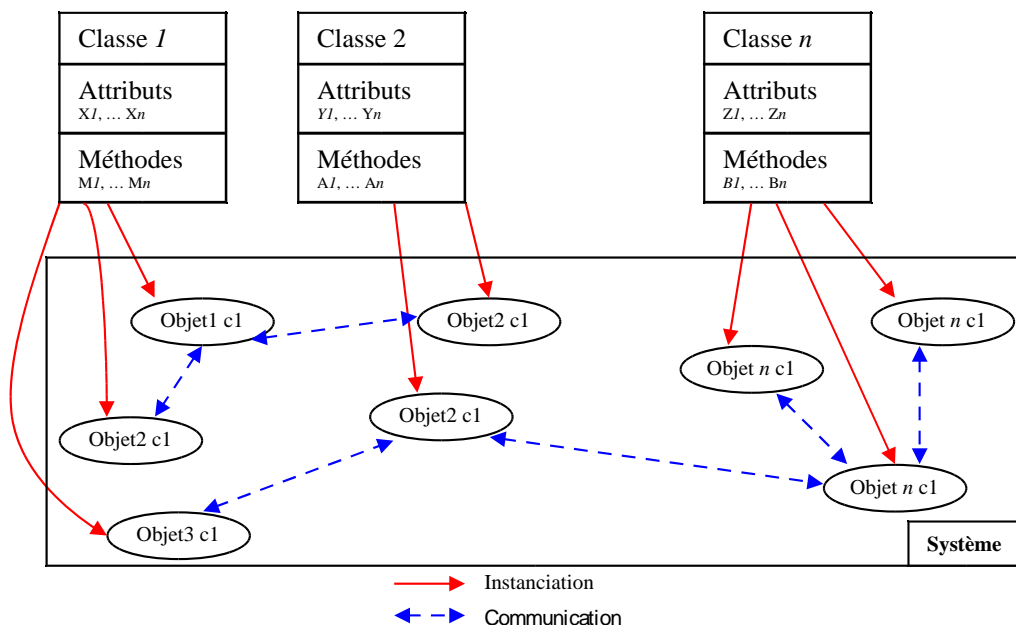 Classe 1
Classe 2
Classe n
Attributs
X1, … Xn
Attributs
Y1, … Yn
Attributs
Z1, … Zn
Méthodes
M1, … Mn
Méthodes
A1, … An
Méthodes
B1, … Bn
Objet1 c1
Objet2 c1
Objet n c1
Objet n c1
Objet2 c1
Objet2 c1
Objet n c1
Objet3 c1
Système
Instanciation
Communication